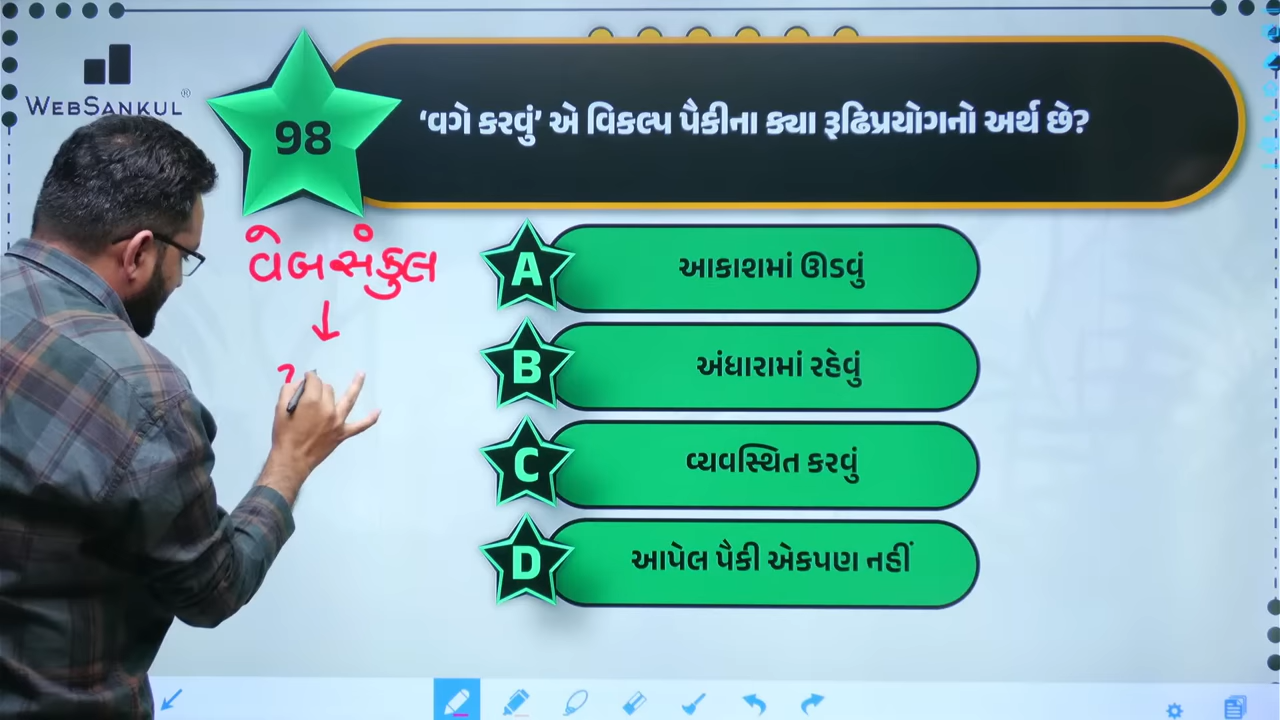 WEBSANKUL®
98
‘વગે કરવું’ એ વિકલ્પ પૈકીના ક્યા રૂઢિપ્રયોગનો અર્થ છે?
વેબસંકુલ
A
આકાશમાં ઊડવું
B
અંધારામાં રહેવું
C
વ્યવસ્થિત કરવું
D
આપેલ પૈકી એકપણ નહીં